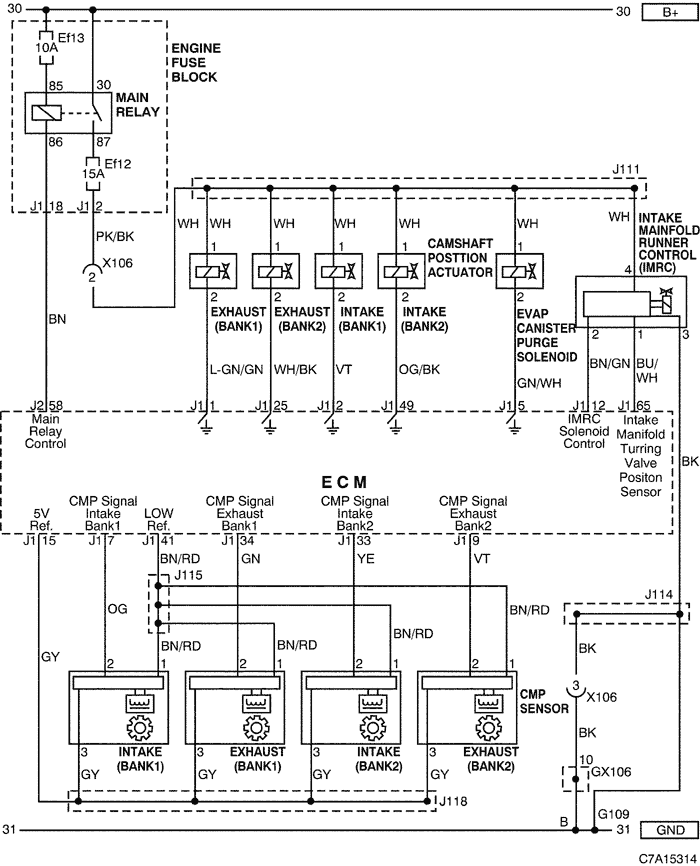 30
30
B+
Ef13
10A
ENGINE
FUSE
BLOCK
85
30
MAIN
RELAY
86
87
Ef12
15A
J1 18
J1 2
J111
PK/BK
X106
2
BN
WH
WH
WH
WH
WH
WH
WH
1
1
1
1
1
CAMSHAFT
POSTTION
ACTUATOR
INTAKE
MAINFOLD
RUNNER
CONTROL
(IMRC)
4
2
2
2
2
2
EXHAUST
(BANK1)
EXHAUST
(BANK2)
INTAKE
(BANK1)
INTAKE
(BANK2)
EVAP
CANISTER
PURGE
SOLENOID
2
1
3
L-GN/GN
WH/BK
VT
OG/BK
GN/WH
BN/GN
BU/
WH
J2 58
J1 1
J1 25
J1 2
J1 49
J1 5
J1 12
J1 65
Main
Relay
Control
IMRC
Solenoid
Control
Intake
Manifold
Turring
Valve
Positon
Sensor
BK
ECM
5V
Ref.
CMP Signal
Intake
Bank1
LOW
Ref.
CMP Signal
Exhaust
Bank1
CMP Signal
Intake
Bank2
CMP Signal
Exhaust
Bank2
J1 15
J1 7
J1 41
J1 34
J1 33
J1 9
BN/RD
GN
YE
VT
J115
J114
OG
BN/RD
BN/RD
BN/RD
BN/RD
GY
BK
2
1
2
1
2
1
2
1
CMP
SENSOR
3
X106
BK
3
INTAKE
(BANK1)
3
EXHAUST
(BANK1)
3
INTAKE
(BANK2)
3
EXHAUST
(BANK2)
GY
GY
GY
GY
10
GX106
J118
G109
B
31
31
GND
C7A15314